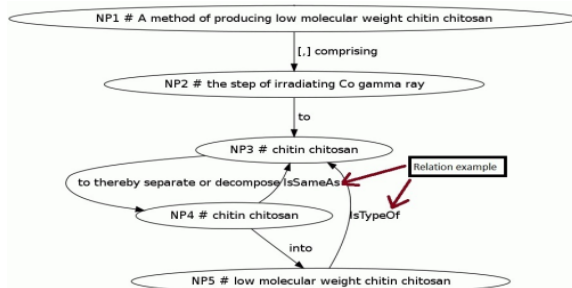 NP1 # A method of producing low molecular weight chitin chitosan
[,] comprising
NP2 # the step of irradiating Co gamma ray
to
NP3 # chitin chitosan
Relation example
to thereby separate or decompose IsSameAs
NP4 # chitin chitosan
IsTypeOf
into
NP5 # low molecular weight chitin chitosan